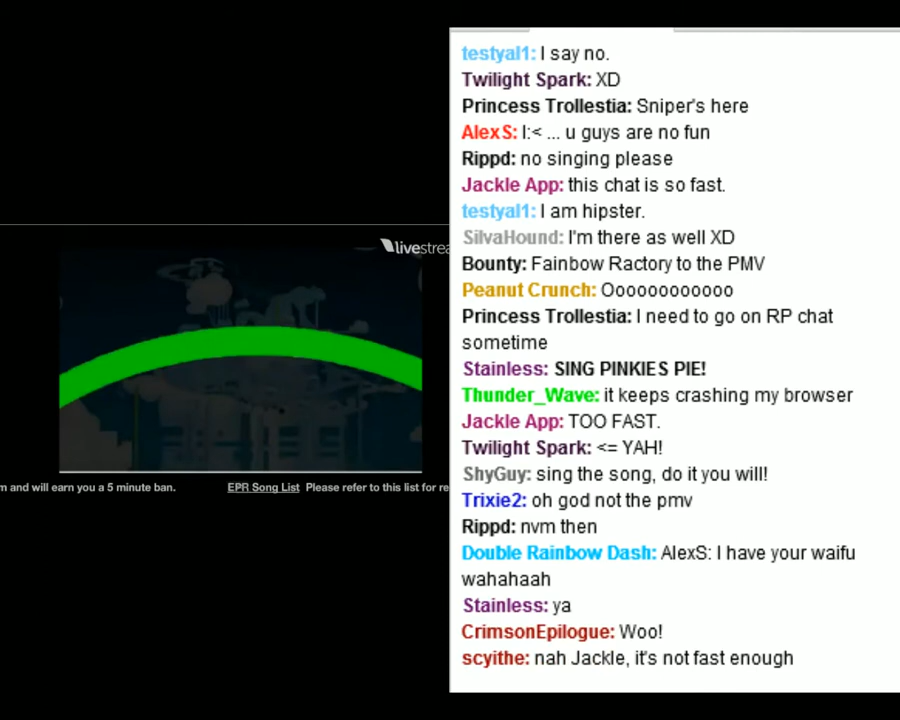 testyal1: I say no.
Twilight Spark: XD
Princess Trollestia: Sniper's here
AlexS: I:< ... u guys are no fun
Rippd: no singing please
Jackle App: this chat is so fast.
testyal1: I am hipster.
SilvaHound: I'm there as well XD
Bounty: Fainbow Ractory to the PMV
Peanut Crunch: Ooooooooooo
Princess Trollestia: I need to go on RP chat
sometime
Stainless: SING PINKIES PIE!
Thunder_Wave: it keeps crashing my browser
Jackle App: TOO FAST.
Twilight Spark: <= YAH!
ShyGuy: sing the song, do it you will!
Trixie2: oh god not the pmv
Rippd: nvm then
Double Rainbow Dash: AlexS: I have your waifu
wahahaah
Stainless: ya
CrimsonEpilogue: Woo!
scyithe: nah Jackle, it's not fast enough
livestrea
m and will earn you a 5 minute ban. EPR Song List Please refer to this list for re